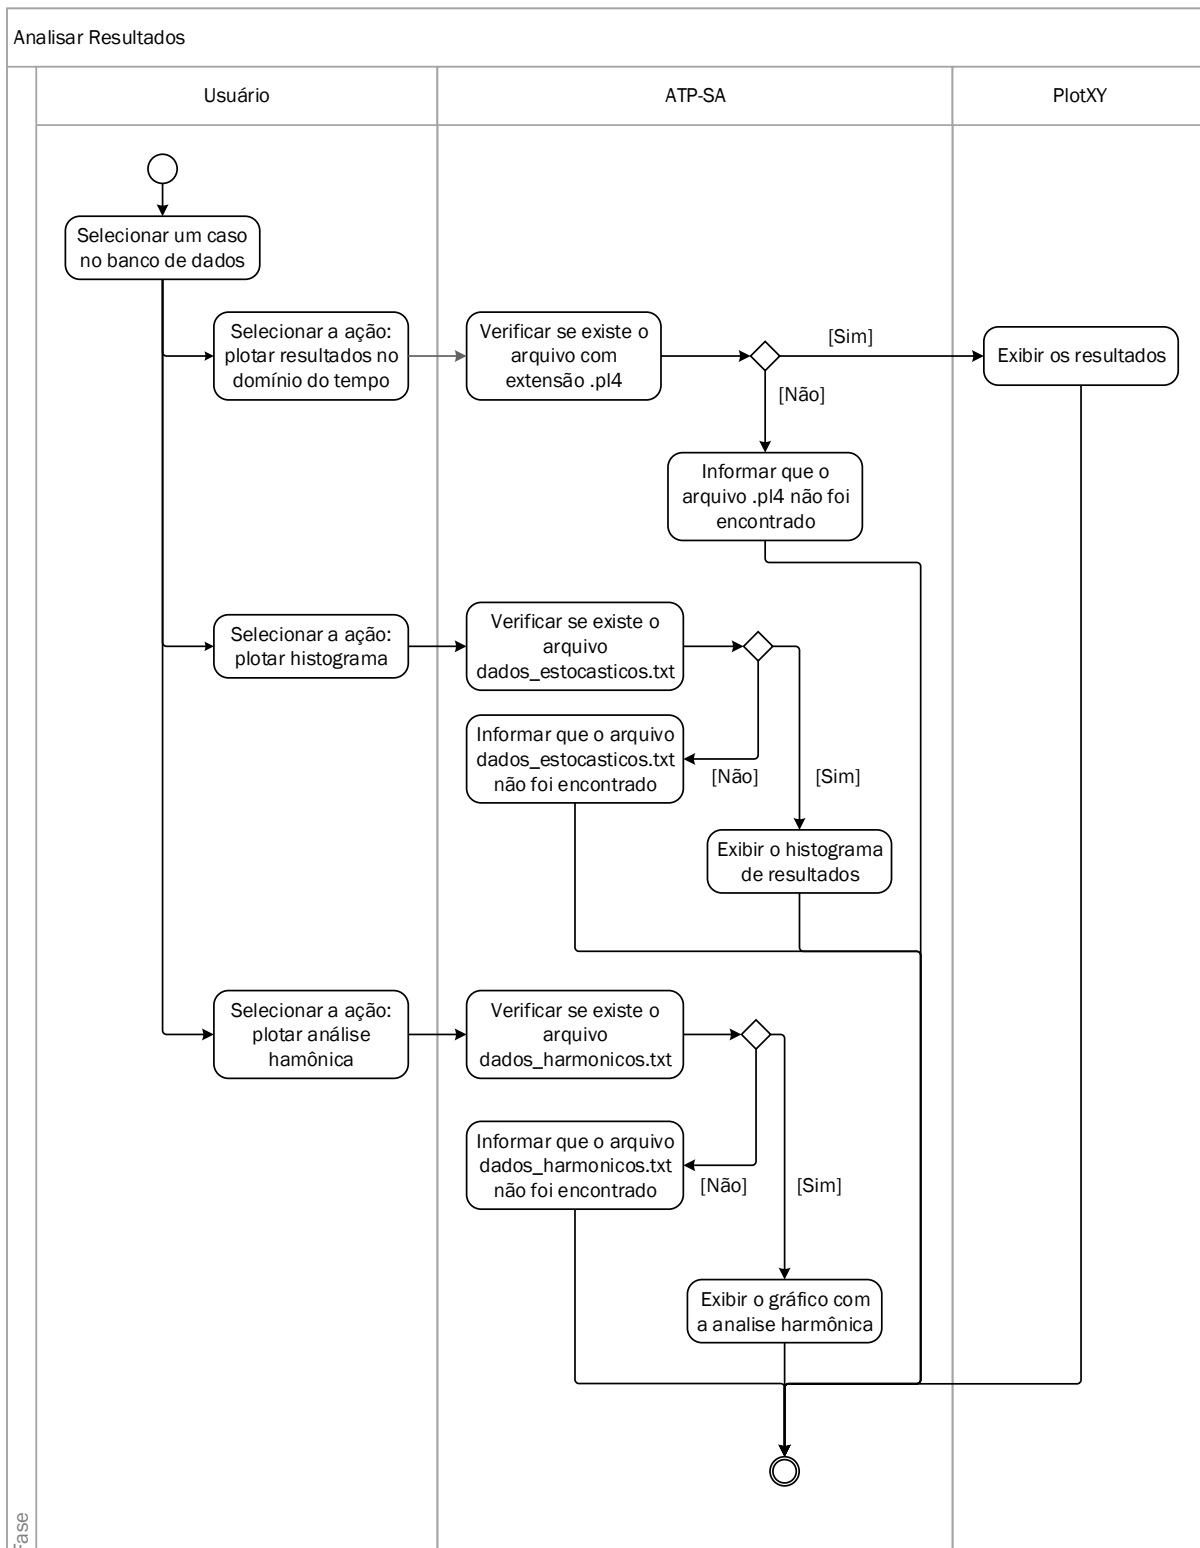 Analisar Resultados
Usuário
ATP-SA
PlotXY
Selecionar um caso
no banco de dados
Selecionar a ação:
plotar resultados no
domínio do tempo
Verificar se existe o
arquivo com
extensão .pl4
[Sim]
Exibir os resultados
[Não]
Informar que o
arquivo .pl4 não foi
encontrado
Selecionar a ação:
plotar histograma
Verificar se existe o
arquivo
dados_estocasticos.txt
Informar que o arquivo
dados_estocasticos.txt
não foi encontrado
[Não]
[Sim]
Exibir o histograma
de resultados
Selecionar a ação:
plotar análise
hamônica
Verificar se existe o
arquivo
dados_harmonicos.txt
Informar que o arquivo
dados_harmonicos.txt
não foi encontrado
[Não]
[Sim]
Exibir o gráfico com
a analise harmônica
Fase